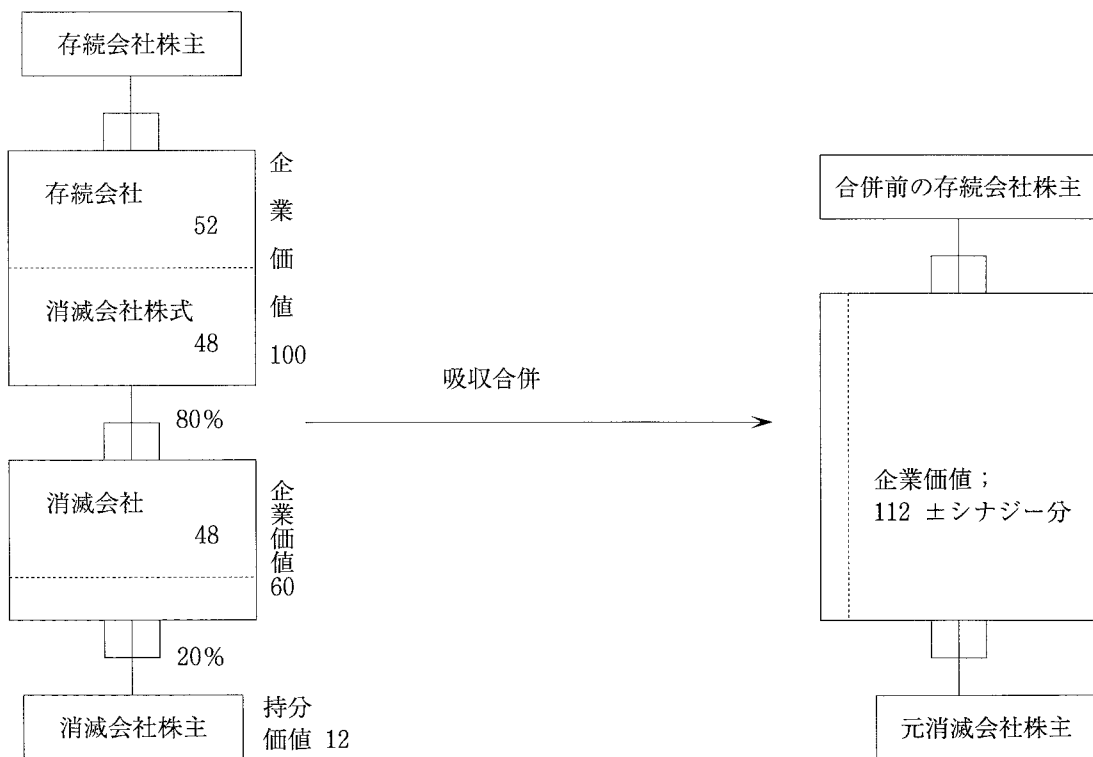 存続会社株主
存続会社
52
消滅会社株式
48
企業価値
100
80%
消滅会社
48
企業価値
60
20%
消滅会社株主
持分
価値 12
吸収合併
合併前の存続会社株主
企業価値；
112 ±シナジー分
元消滅会社株主